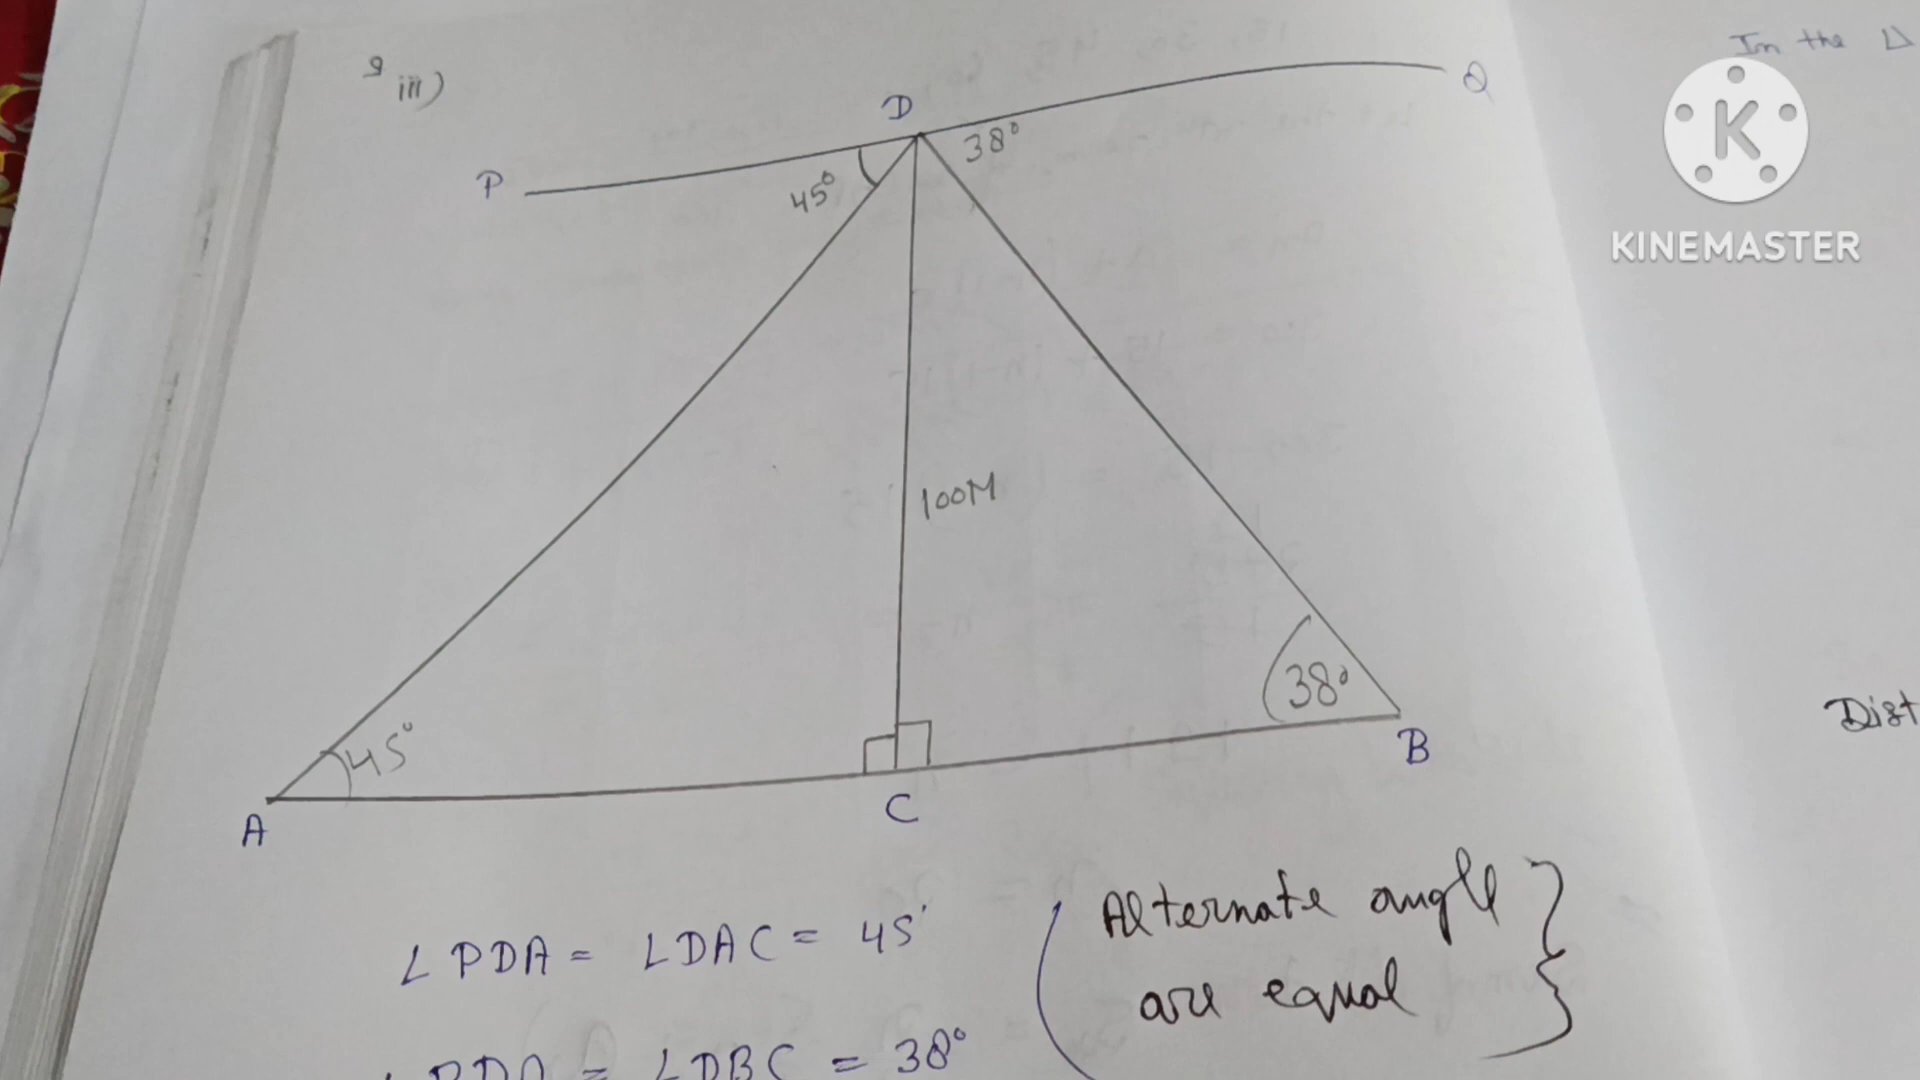 9 iii)
In the Δ
D
Q
P
45°
38°
KINEMASTER
100M
38°
45°
B
A
C
Dist
∠PDA = ∠DAC = 45°
Alternate angle
are equal
= ∠DBC = 38°